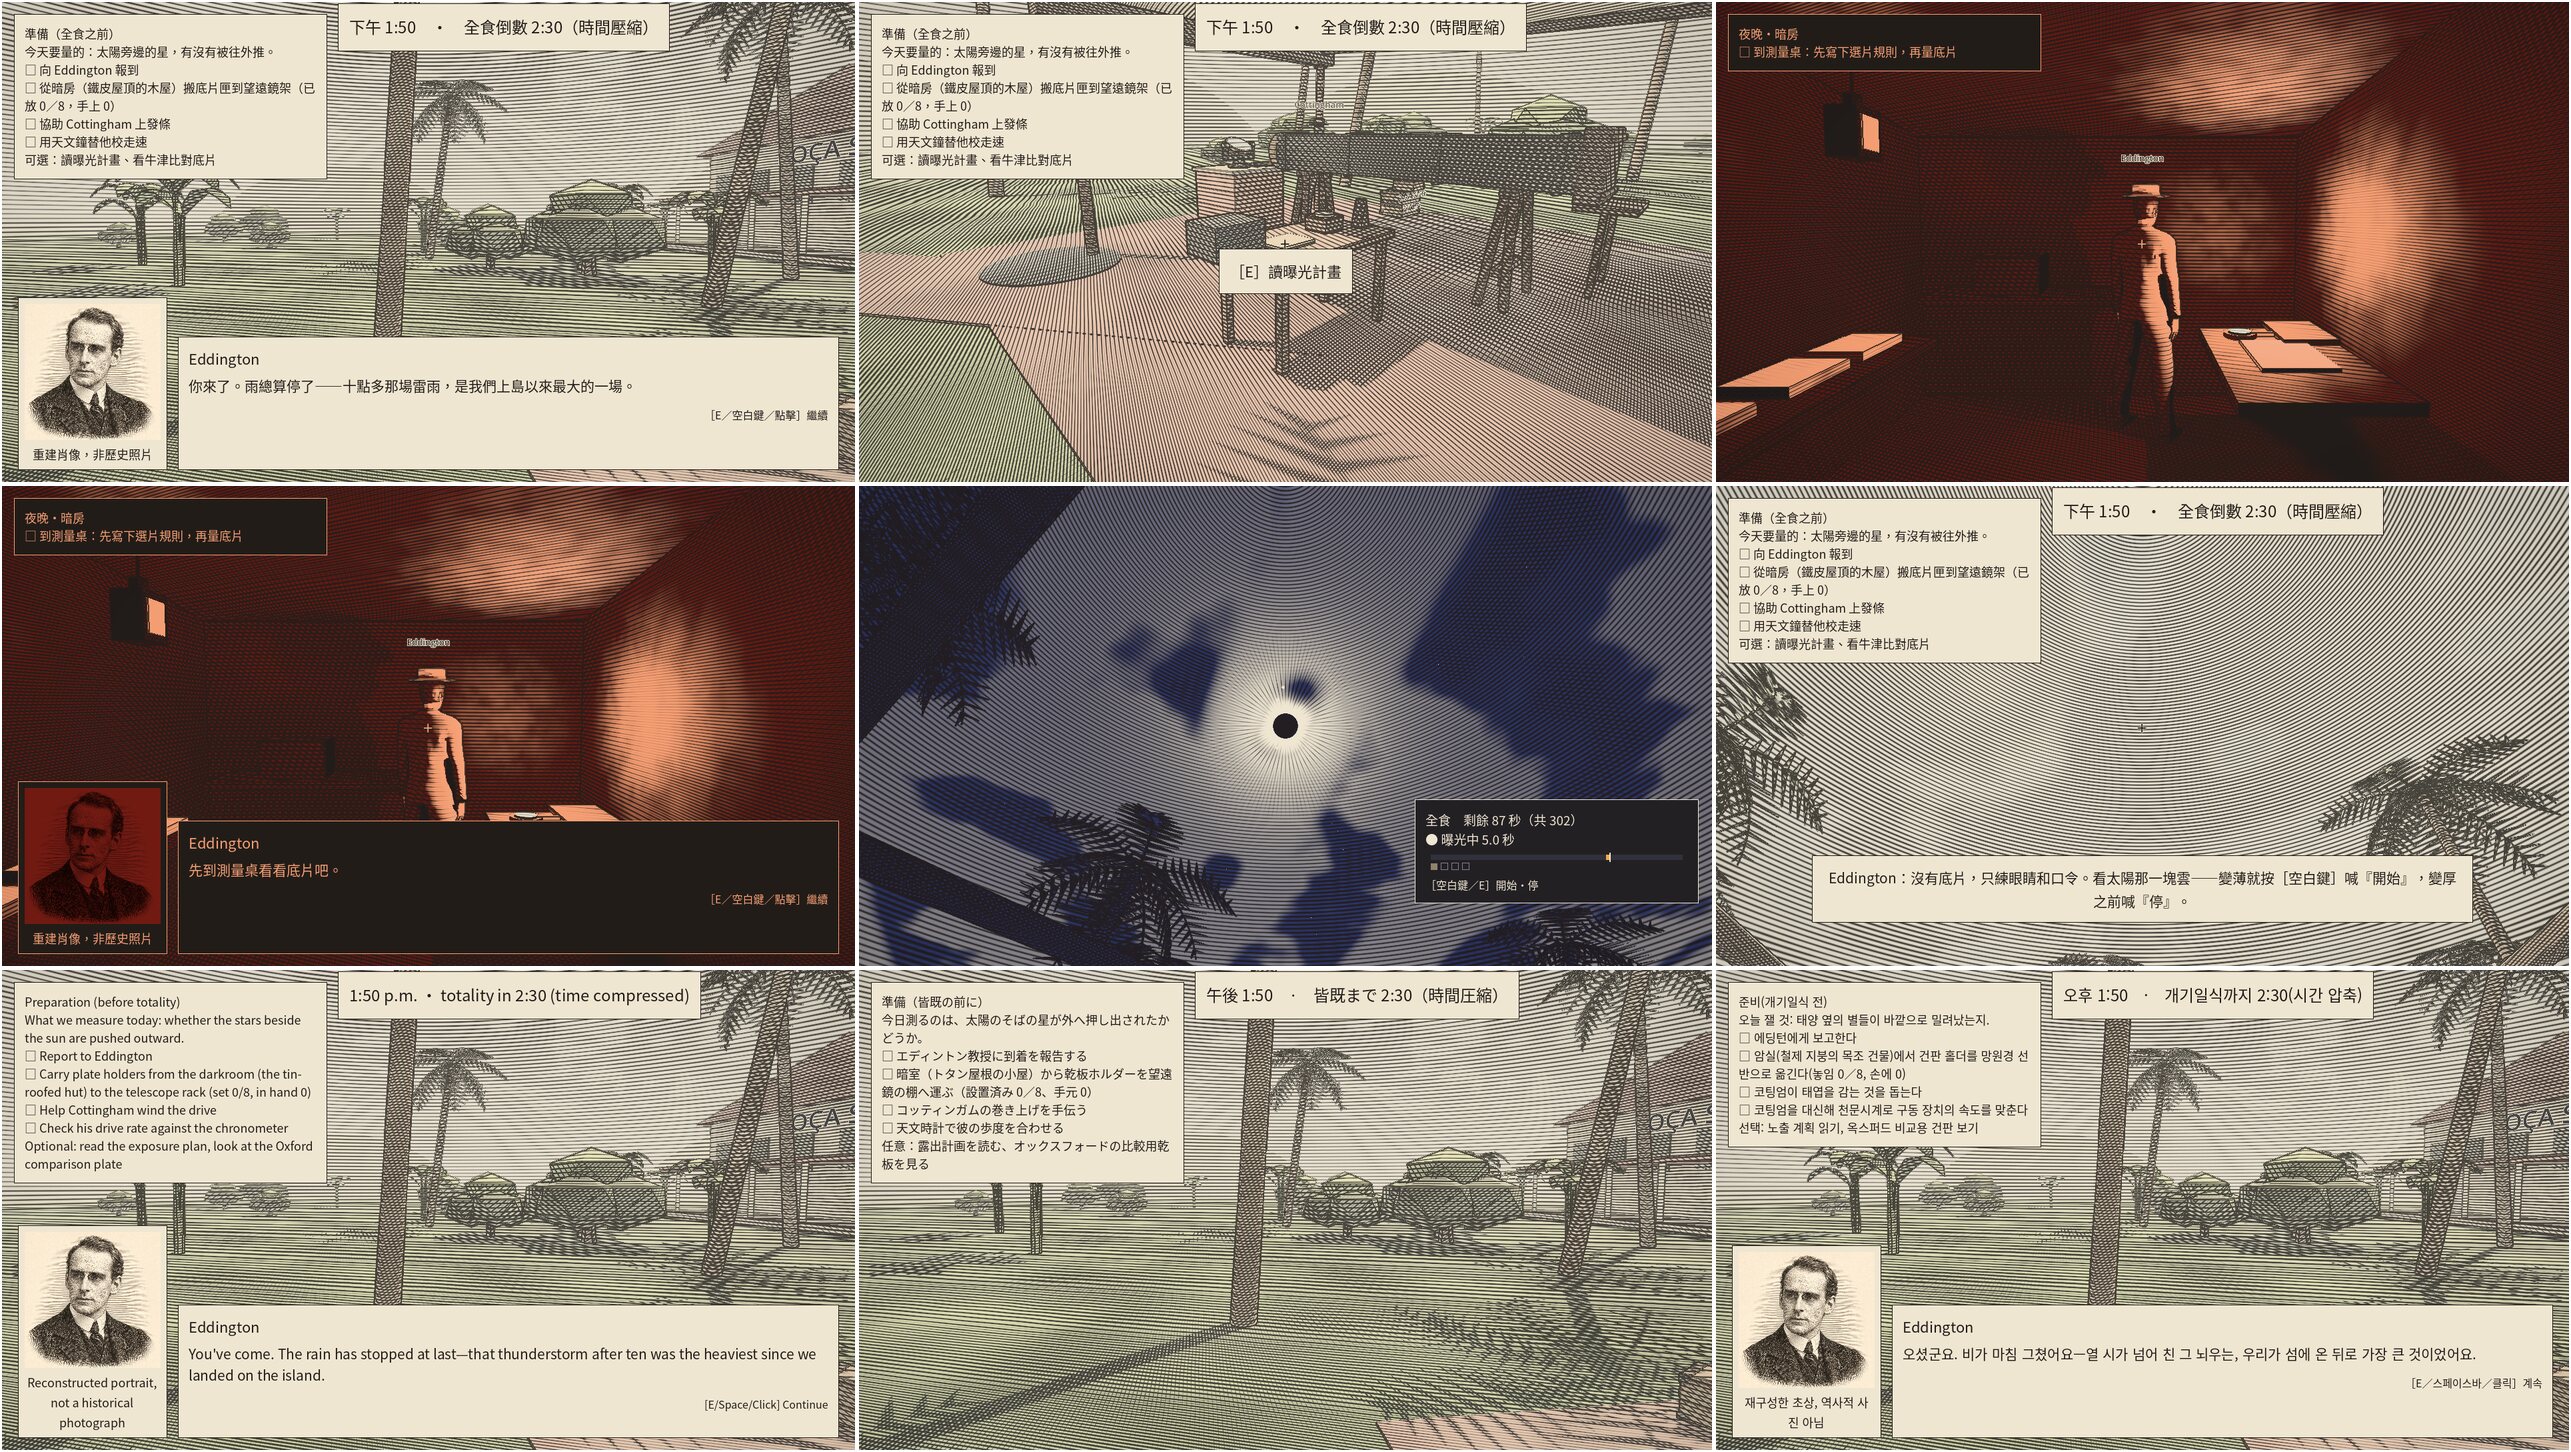 準備（全食之前）
今天要量的：太陽旁邊的星，有沒有被往外推。
□ 向 Eddington 報到
□ 從暗房（鐵皮屋頂的木屋）搬底片匣到望遠鏡架（已
放 0／8，手上 0）
□ 協助 Cottingham 上發條
□ 用天文鐘替他校走速
可選：讀曝光計畫、看牛津比對底片
下午 1:50　・　全食倒數 2:30（時間壓縮）
OÇA S
Eddington
你來了。雨總算停了——十點多那場雷雨，是我們上島以來最大的一場。
［E／空白鍵／點擊］繼續
重建肖像，非歷史照片
準備（全食之前）
今天要量的：太陽旁邊的星，有沒有被往外推。
□ 向 Eddington 報到
□ 從暗房（鐵皮屋頂的木屋）搬底片匣到望遠鏡架（已
放 0／8，手上 0）
□ 協助 Cottingham 上發條
□ 用天文鐘替他校走速
可選：讀曝光計畫、看牛津比對底片
下午 1:50　・　全食倒數 2:30（時間壓縮）
Cottingham
［E］讀曝光計畫
夜晚・暗房
□ 到測量桌：先寫下選片規則，再量底片
Eddington
夜晚・暗房
□ 到測量桌：先寫下選片規則，再量底片
Eddington
Eddington
先到測量桌看看底片吧。
［E／空白鍵／點擊］繼續
重建肖像，非歷史照片
全食　剩餘 87 秒（共 302）
● 曝光中 5.0 秒
［空白鍵／E］開始・停
準備（全食之前）
今天要量的：太陽旁邊的星，有沒有被往外推。
□ 向 Eddington 報到
□ 從暗房（鐵皮屋頂的木屋）搬底片匣到望遠鏡架（已
放 0／8，手上 0）
□ 協助 Cottingham 上發條
□ 用天文鐘替他校走速
可選：讀曝光計畫、看牛津比對底片
下午 1:50　・　全食倒數 2:30（時間壓縮）
Eddington：沒有底片，只練眼睛和口令。看太陽那一塊雲——變薄就按［空白鍵］喊『開始』，變厚
之前喊『停』。
Preparation (before totality)
What we measure today: whether the stars beside
the sun are pushed outward.
□ Report to Eddington
□ Carry plate holders from the darkroom (the tin-
roofed hut) to the telescope rack (set 0/8, in hand 0)
□ Help Cottingham wind the drive
□ Check his drive rate against the chronometer
Optional: read the exposure plan, look at the Oxford
comparison plate
1:50 p.m. · totality in 2:30 (time compressed)
OÇA S
Eddington
You've come. The rain has stopped at last—that thunderstorm after ten was the heaviest since we
landed on the island.
[E/Space/Click] Continue
Reconstructed portrait,
not a historical
photograph
準備（皆既の前に）
今日測るのは、太陽のそばの星が外へ押し出されたか
どうか。
□ エディントン教授に到着を報告する
□ 暗室（トタン屋根の小屋）から乾板ホルダーを望遠
鏡の棚へ運ぶ（設置済み 0／8、手元 0）
□ コッティンガムの巻き上げを手伝う
□ 天文時計で彼の歩度を合わせる
任意：露出計画を読む、オックスフォードの比較用乾
板を見る
午後 1:50　・　皆既まで 2:30（時間圧縮）
OÇA S
준비(개기일식 전)
오늘 잴 것: 태양 옆의 별들이 바깥으로 밀려났는지.
□ 에딩턴에게 보고한다
□ 암실(철제 지붕의 목조 건물)에서 건판 홀더를 망원경 선
반으로 옮긴다(놓임 0／8, 손에 0)
□ 코팅엄이 태엽을 감는 것을 돕는다
□ 코팅엄을 대신해 천문시계로 구동 장치의 속도를 맞춘다
선택: 노출 계획 읽기, 옥스퍼드 비교용 건판 보기
오후 1:50　·　개기일식까지 2:30(시간 압축)
OÇA S
Eddington
오셨군요. 비가 마침 그쳤어요—열 시가 넘어 친 그 뇌우는, 우리가 섬에 온 뒤로 가장 큰 것이었어요.
［E／스페이스바／클릭］계속
재구성한 초상, 역사적 사
진 아님